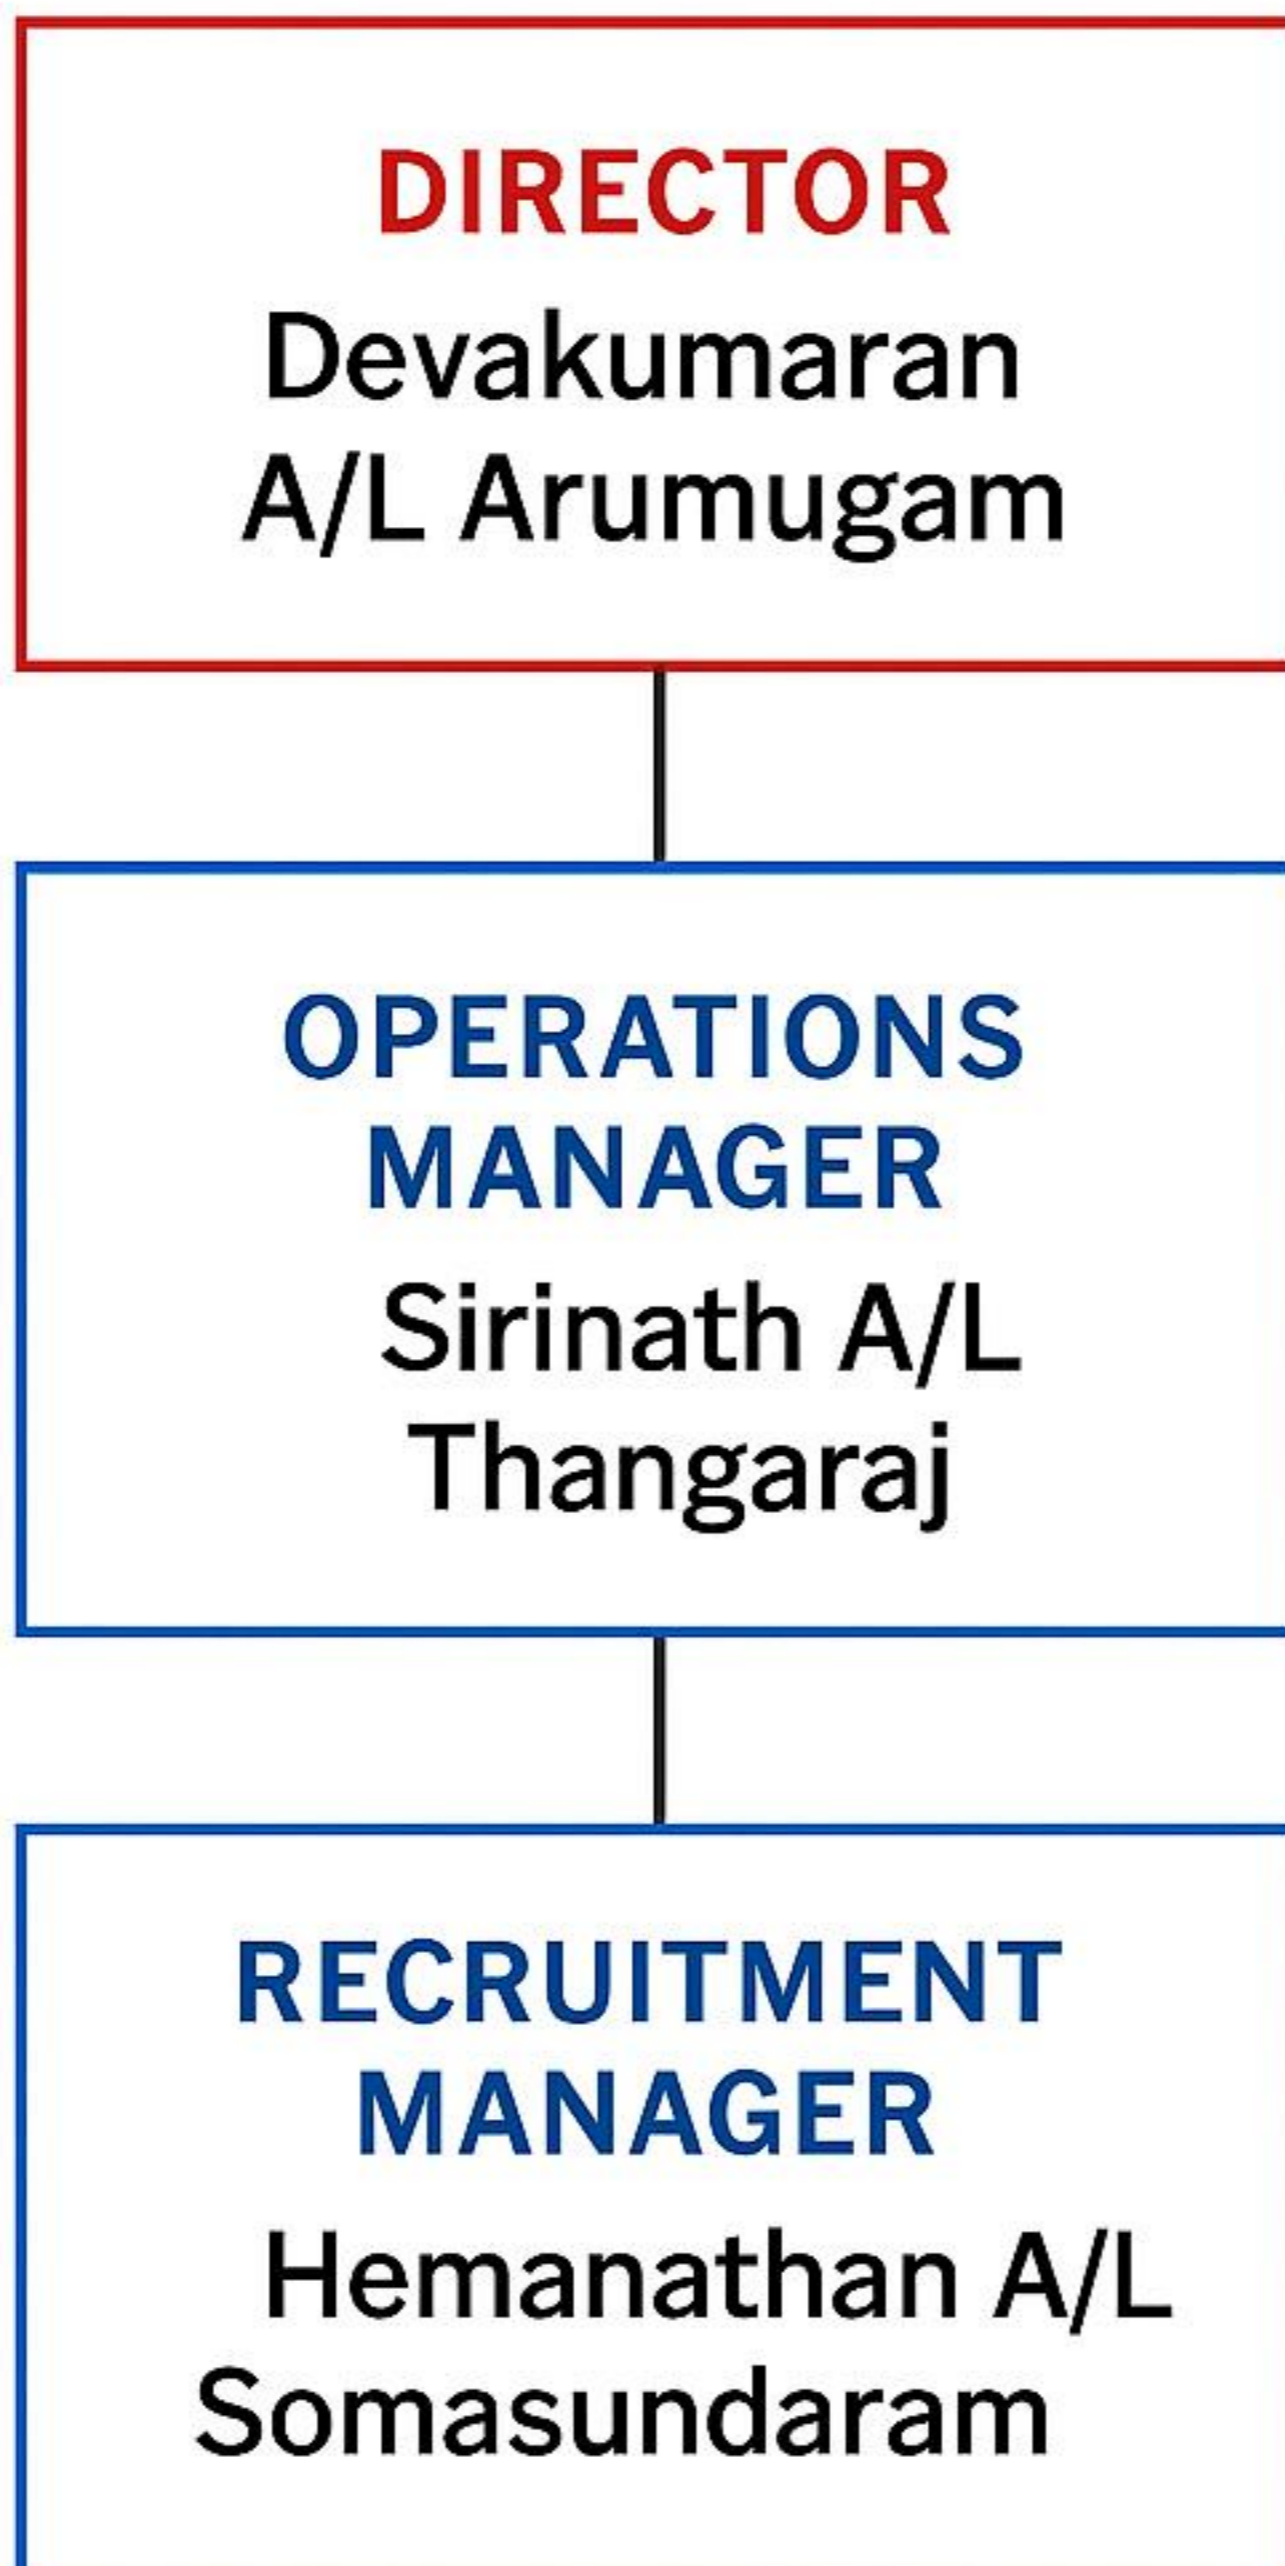 DIRECTOR
Devakumaran
A/L Arumugam
OPERATIONS
MANAGER
Sirinath A/L
Thangaraj
RECRUITMENT
MANAGER
Hemanathan A/L
Somasundaram